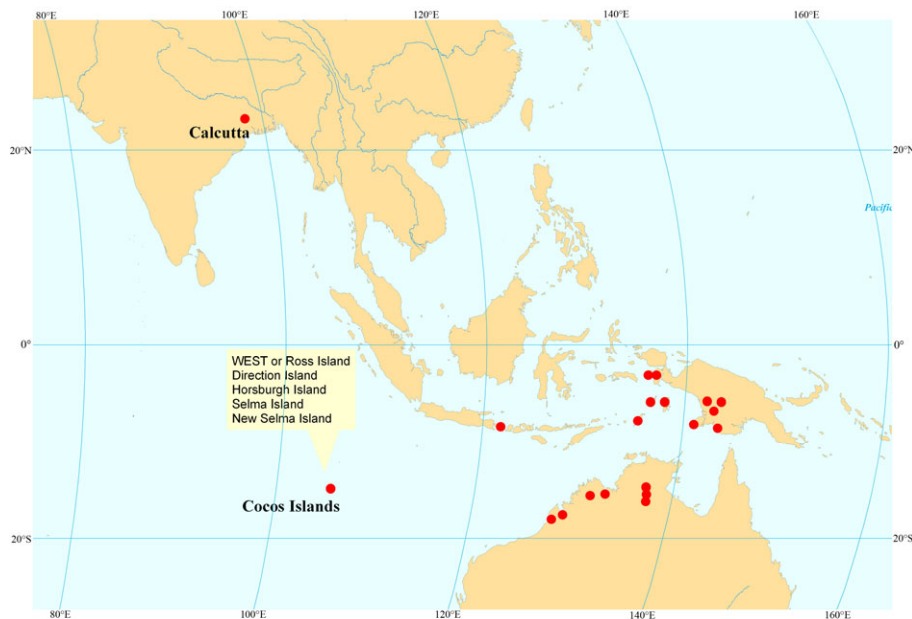 80°E 100°E 120°E 140°E 160°E
Calcutta
20°N 20°N
Pacific
0° 0°
WEST or Ross Island
Direction Island
Horsburgh Island
Selma Island
New Selma Island
Cocos Islands
20°S 20°S
80°E 100°E 120°E 140°E 160°E